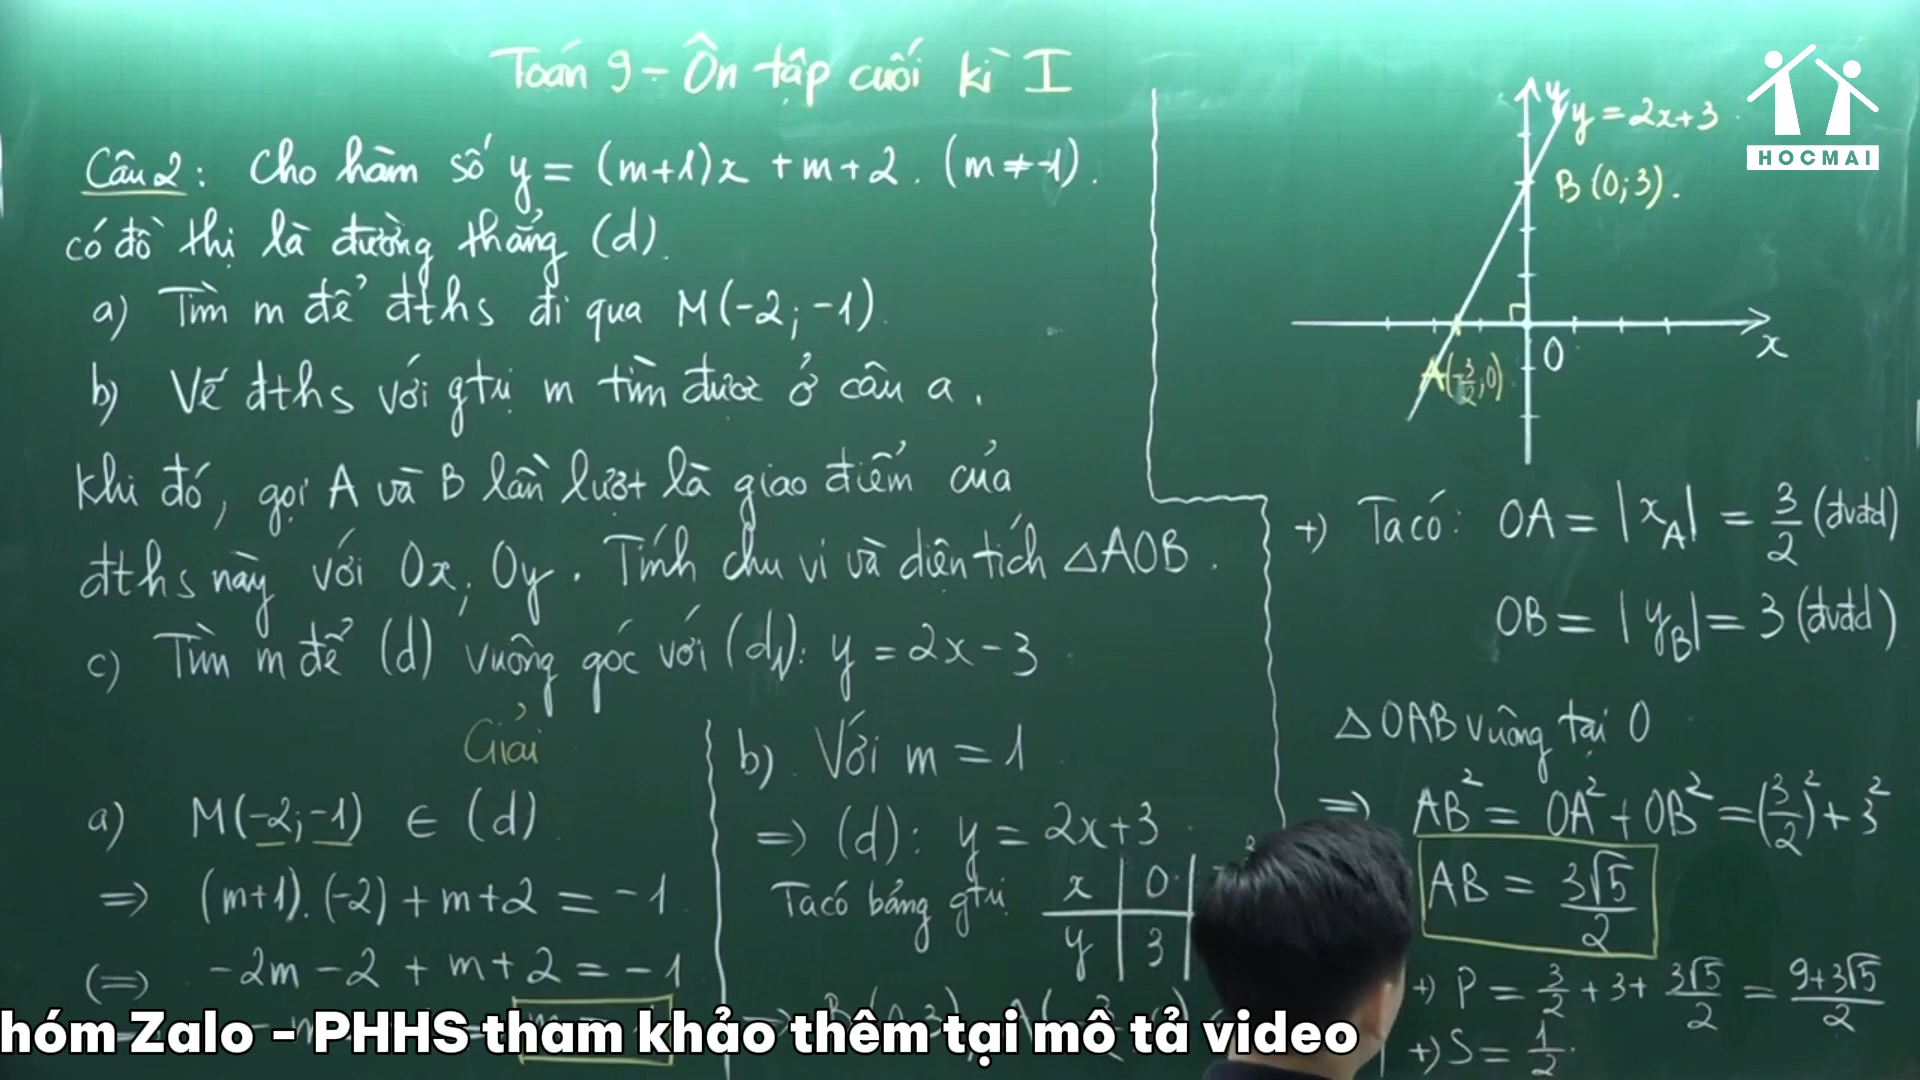 Toán 9 - Ôn tập cuối kì I
Câu 2: Cho hàm số y = (m+1)x + m + 2. (m ≠ -1).
có đồ thị là đường thẳng (d).
a) Tìm m để đths đi qua M(-2; -1).
b) Vẽ đths với gtrị m tìm được ở câu a.
Khi đó, gọi A và B lần lượt là giao điểm của
đths này với Ox, Oy. Tính chu vi và diện tích △AOB.
c) Tìm m để (d) vuông góc với (d₁): y = 2x - 3
Giải
a) M(-2; -1) ∈ (d)
=> (m+1).(-2) + m+2 = -1
(=) -2m - 2 + m + 2 = -1
b). Với m = 1
=> (d): y = 2x+3
Ta có bảng gtrị
x | 0
y | 3
y
y = 2x+3
B (0; 3).
HOCMAI
O
x
A(-3/2; 0)
+) Ta có: OA = |x_A| = 3/2 (đvđd)
OB = |y_B| = 3 (đvđd)
△OAB vuông tại O
=> AB² = OA² + OB² = (3/2)² + 3²
AB = 3√5/2
+) P = 3/2 + 3 + 3√5/2 = (9+3√5)/2
+) S = 1/2.
hóm Zalo - PHHS tham khảo thêm tại mô tả video